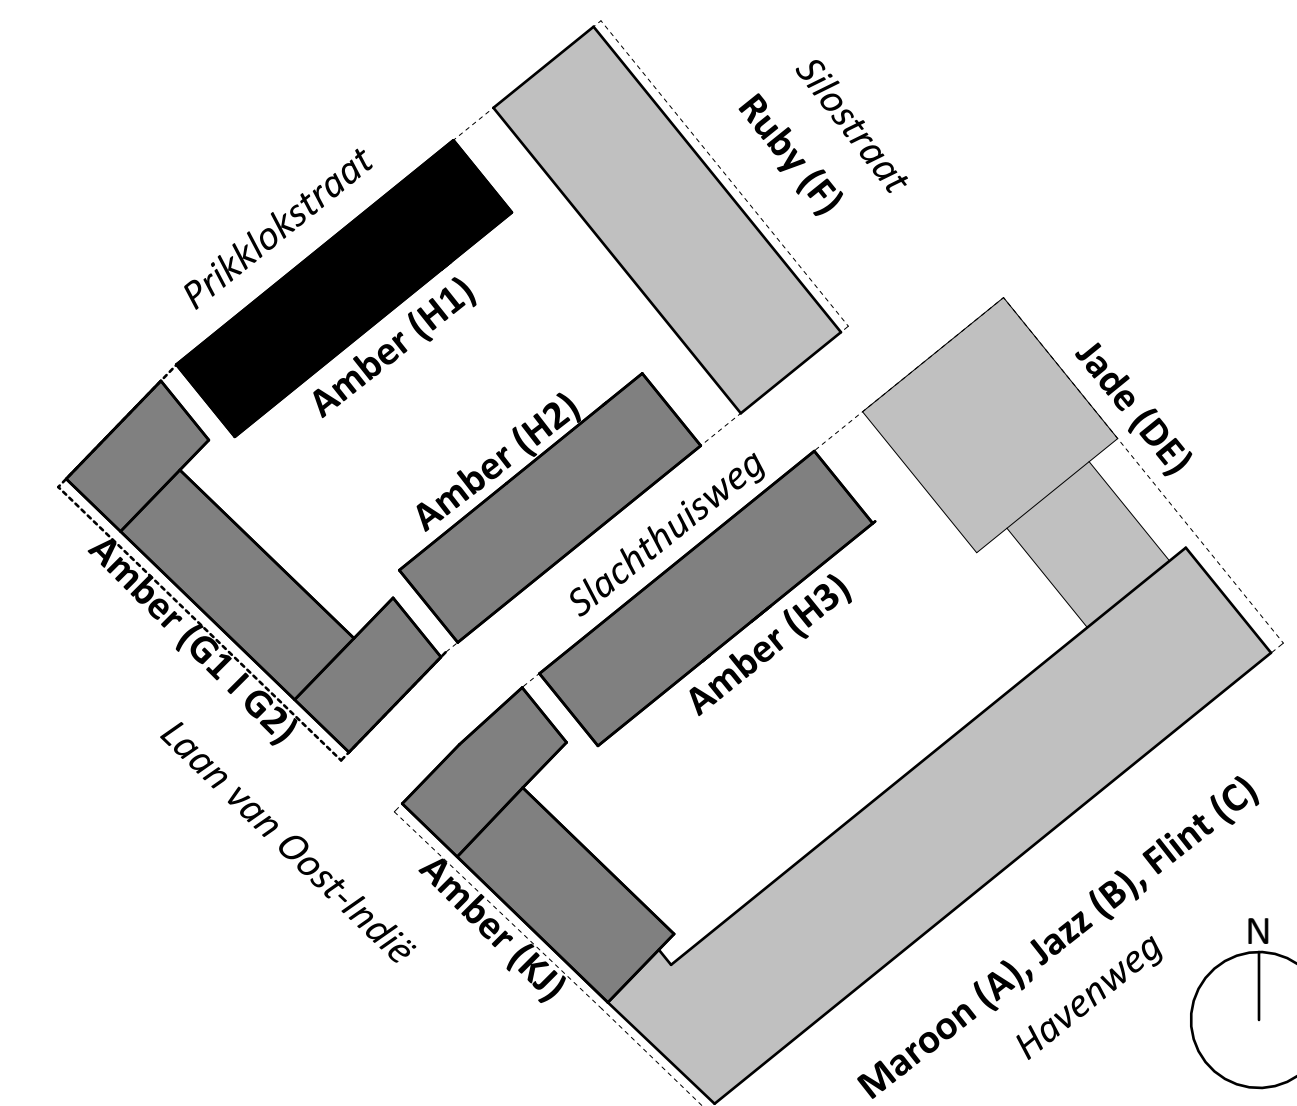 Silostraat
Ruby (F)
Prikklokstraat
Amber (H1)
Jade (DE)
Amber (H2)
Slachthuisweg
Amber (H3)
Amber (G1 I G2)
Laan van Oost-Indië
Amber (KJ)
Maroon (A), Jazz (B), Flint (C)
Havenweg
N